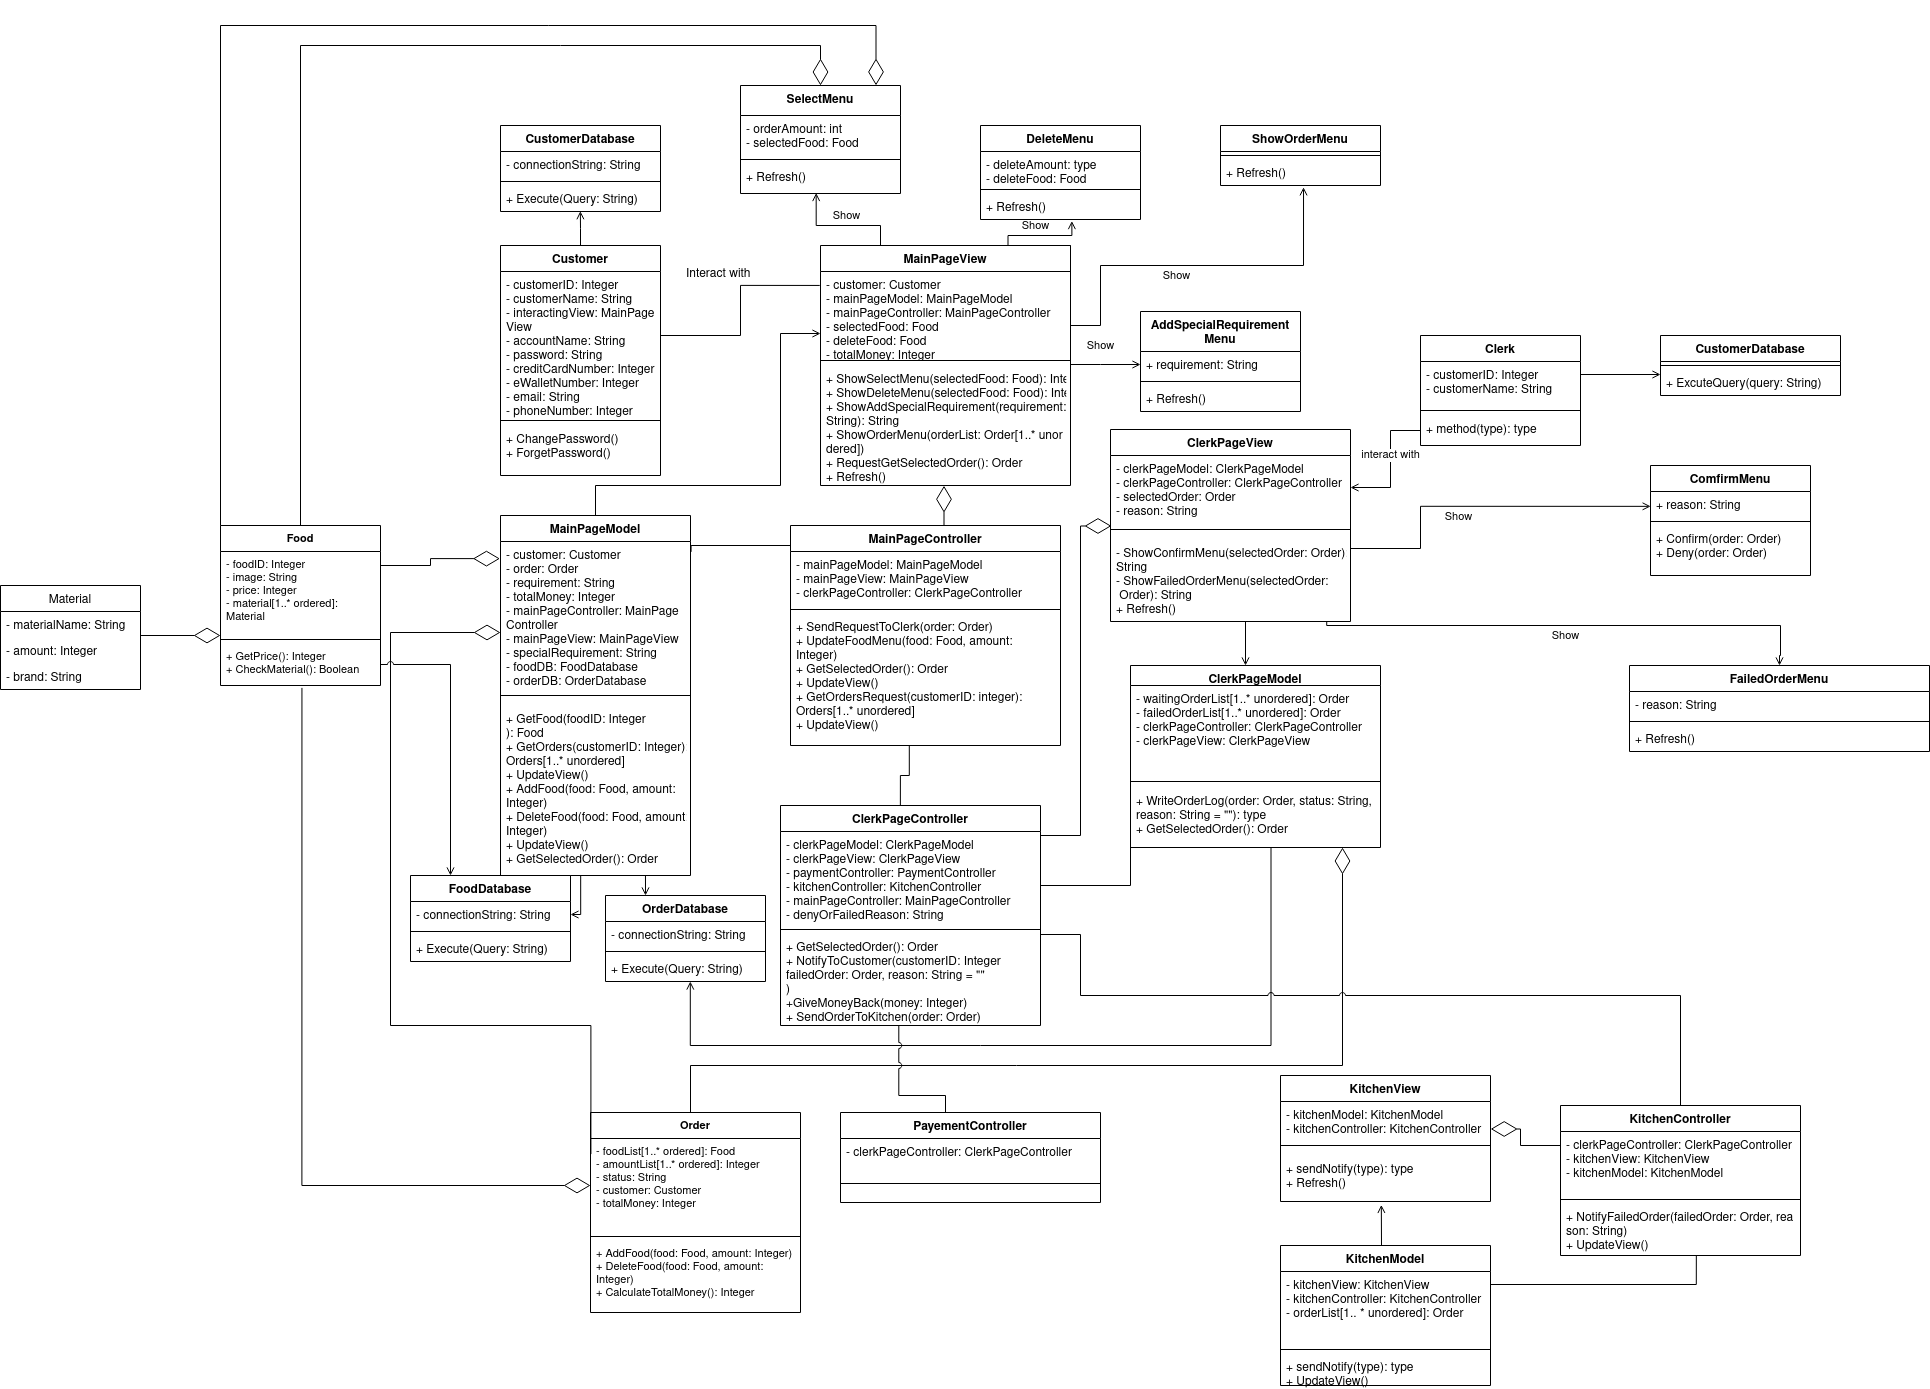 SelectMenu
- orderAmount: int
- selectedFood: Food
+ Refresh()
CustomerDatabase
- connectionString: String
+ Execute(Query: String)
DeleteMenu
- deleteAmount: type
- deleteFood: Food
+ Refresh()
ShowOrderMenu
+ Refresh()
Show
Show
Show
Show
Interact with
Customer
- customerID: Integer
- customerName: String
- interactingView: MainPage
View
- accountName: String
- password: String
- creditCardNumber: Integer
- eWalletNumber: Integer
- email: String
- phoneNumber: Integer
+ ChangePassword()
+ ForgetPassword()
MainPageView
- customer: Customer
- mainPageModel: MainPageModel
- mainPageController: MainPageController
- selectedFood: Food
- deleteFood: Food
- totalMoney: Integer
+ ShowSelectMenu(selectedFood: Food): Inte
+ ShowDeleteMenu(selectedFood: Food): Inte
+ ShowAddSpecialRequirement(requirement:
String): String
+ ShowOrderMenu(orderList: Order[1..* unor
dered])
+ RequestGetSelectedOrder(): Order
+ Refresh()
AddSpecialRequirement
Menu
+ requirement: String
+ Refresh()
Clerk
- customerID: Integer
- customerName: String
+ method(type): type
CustomerDatabase
+ ExcuteQuery(query: String)
interact with
ClerkPageView
- clerkPageModel: ClerkPageModel
- clerkPageController: ClerkPageController
- selectedOrder: Order
- reason: String
- ShowConfirmMenu(selectedOrder: Order)
String
- ShowFailedOrderMenu(selectedOrder:
Order): String
+ Refresh()
Show
ComfirmMenu
+ reason: String
+ Confirm(order: Order)
+ Deny(order: Order)
Show
FailedOrderMenu
- reason: String
+ Refresh()
Material
- materialName: String
- amount: Integer
- brand: String
Food
- foodID: Integer
- image: String
- price: Integer
- material[1..* ordered]:
Material
+ GetPrice(): Integer
+ CheckMaterial(): Boolean
MainPageModel
- customer: Customer
- order: Order
- requirement: String
- totalMoney: Integer
- mainPageController: MainPage
Controller
- mainPageView: MainPageView
- specialRequirement: String
- foodDB: FoodDatabase
- orderDB: OrderDatabase
+ GetFood(foodID: Integer
): Food
+ GetOrders(customerID: Integer)
Orders[1..* unordered]
+ UpdateView()
+ AddFood(food: Food, amount:
Integer)
+ DeleteFood(food: Food, amount
Integer)
+ UpdateView()
+ GetSelectedOrder(): Order
MainPageController
- mainPageModel: MainPageModel
- mainPageView: MainPageView
- clerkPageController: ClerkPageController
+ SendRequestToClerk(order: Order)
+ UpdateFoodMenu(food: Food, amount:
Integer)
+ GetSelectedOrder(): Order
+ UpdateView()
+ GetOrdersRequest(customerID: integer):
Orders[1..* unordered]
+ UpdateView()
ClerkPageModel
- waitingOrderList[1..* unordered]: Order
- failedOrderList[1..* unordered]: Order
- clerkPageController: ClerkPageController
- clerkPageView: ClerkPageView
+ WriteOrderLog(order: Order, status: String,
reason: String = ""): type
+ GetSelectedOrder(): Order
ClerkPageController
- clerkPageModel: ClerkPageModel
- clerkPageView: ClerkPageView
- paymentController: PaymentController
- kitchenController: KitchenController
- mainPageController: MainPageController
- denyOrFailedReason: String
+ GetSelectedOrder(): Order
+ NotifyToCustomer(customerID: Integer
failedOrder: Order, reason: String = ""
)
+GiveMoneyBack(money: Integer)
+ SendOrderToKitchen(order: Order)
FoodDatabase
- connectionString: String
+ Execute(Query: String)
OrderDatabase
- connectionString: String
+ Execute(Query: String)
Order
- foodList[1..* ordered]: Food
- amountList[1..* ordered]: Integer
- status: String
- customer: Customer
- totalMoney: Integer
+ AddFood(food: Food, amount: Integer)
+ DeleteFood(food: Food, amount:
Integer)
+ CalculateTotalMoney(): Integer
PayementController
- clerkPageController: ClerkPageController
KitchenView
- kitchenModel: KitchenModel
- kitchenController: KitchenController
+ sendNotify(type): type
+ Refresh()
KitchenController
- clerkPageController: ClerkPageController
- kitchenView: KitchenView
- kitchenModel: KitchenModel
+ NotifyFailedOrder(failedOrder: Order, rea
son: String)
+ UpdateView()
KitchenModel
- kitchenView: KitchenView
- kitchenController: KitchenController
- orderList[1.. * unordered]: Order
+ sendNotify(type): type
+ UpdateView()